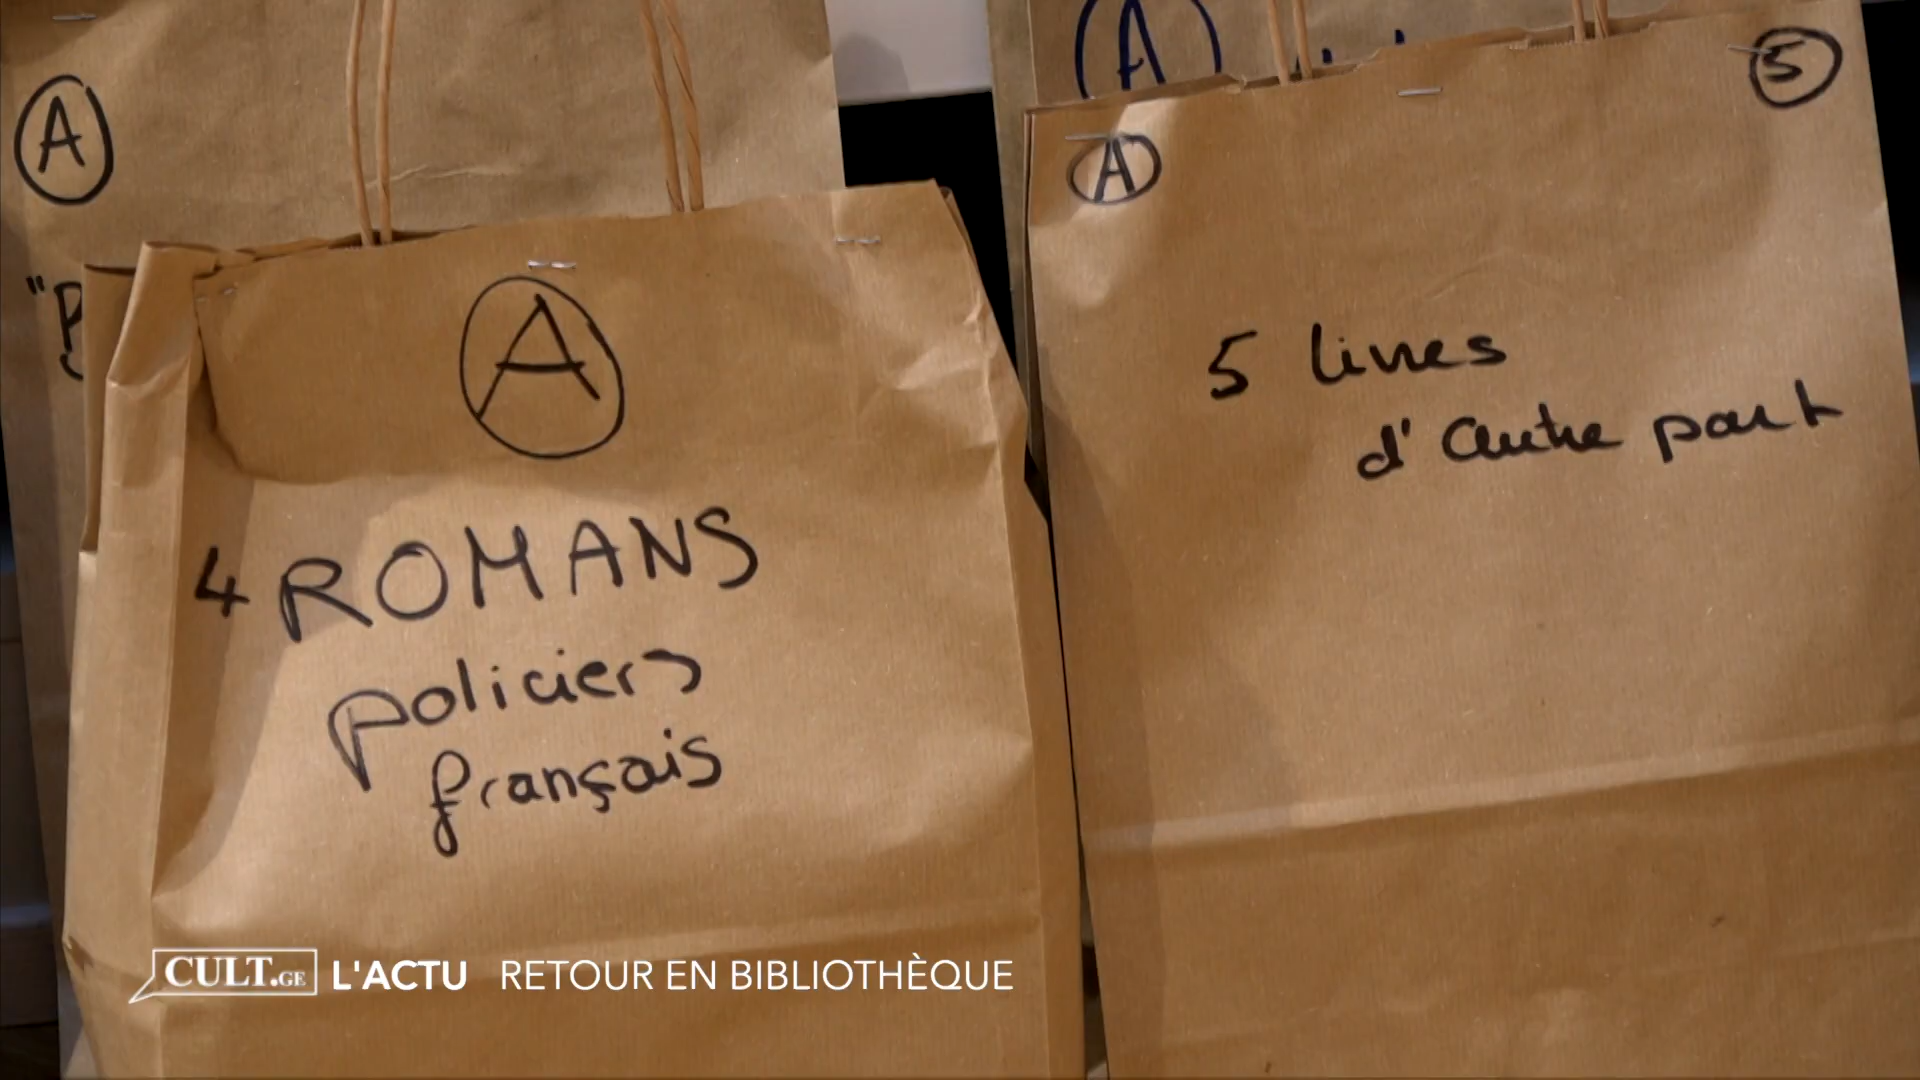 A
A
4 ROMANS
policiers
français
A
A
5
5 livres
d'autre part
CULT.GE L'ACTU RETOUR EN BIBLIOTHÈQUE